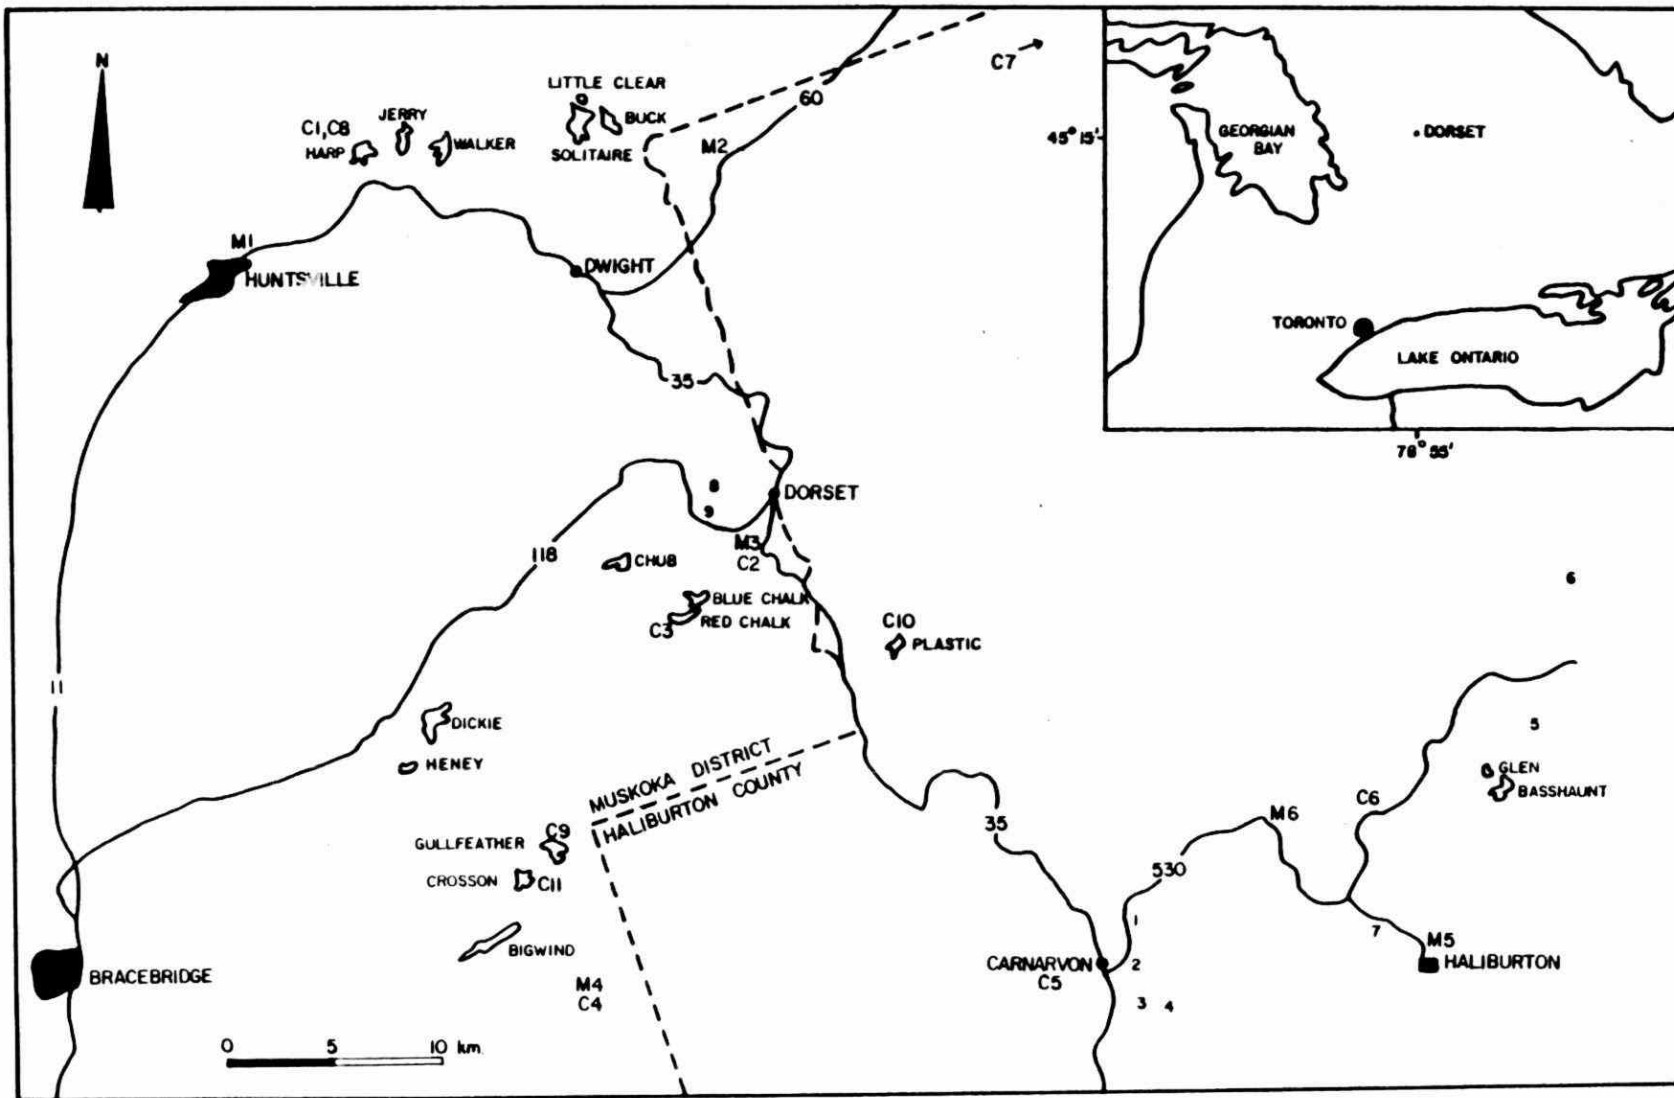 N
C7
LITTLE CLEAR
60
JERRY
BUCK
C1, C8
HARP
WALKER
SOLITAIRE
M2
45° 15'
GEORGIAN
BAY
DORSET
M1
HUNTSVILLE
DWIGHT
TORONTO
LAKE ONTARIO
35
78° 55'
8
9
DORSET
118
M3
C2
CHUB
6
BLUE CHALK
RED CHALK
C3
C10
PLASTIC
11
DICKIE
5
HENEY
MUSKOKA DISTRICT
HALIBURTON COUNTY
GLEN
BASSHAUNT
C6
M6
35
GULLFEATHER
C9
CROSSON
C11
530
1
7
BIGWIND
M5
HALIBURTON
CARNARVON
C5
2
BRACEBRIDGE
M4
C4
3
4
0 5 10 km.